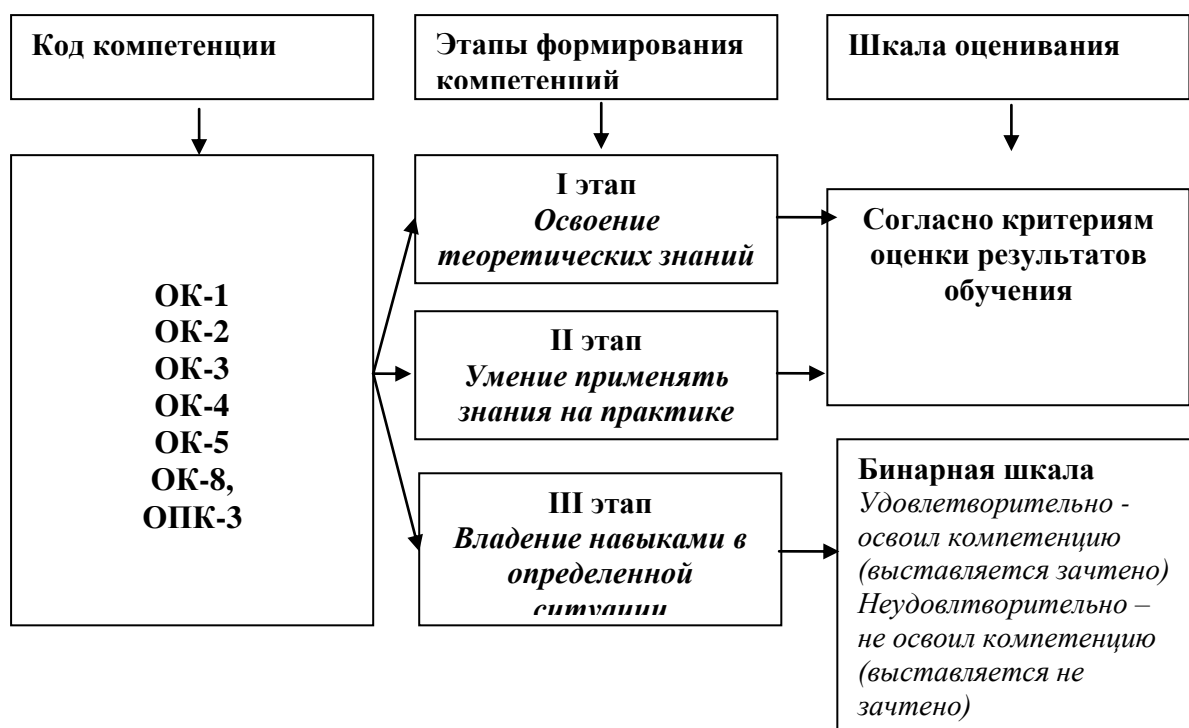 Код компетенции
Этапы формирования
компетенций
Шкала оценивания
ОК-1
ОК-2
ОК-3
ОК-4
ОК-5
ОК-8,
ОПК-3
I этап
Освоение
теоретических знаний
II этап
Умение применять
знания на практике
III этап
Владение навыками в
определенной
ситуации
Согласно критериям
оценки результатов
обучения
Бинарная шкала
Удовлетворительно -
освоил компетенцию
(выставляется зачтено)
Неудовлтворительно –
не освоил компетенцию
(выставляется не
зачтено)